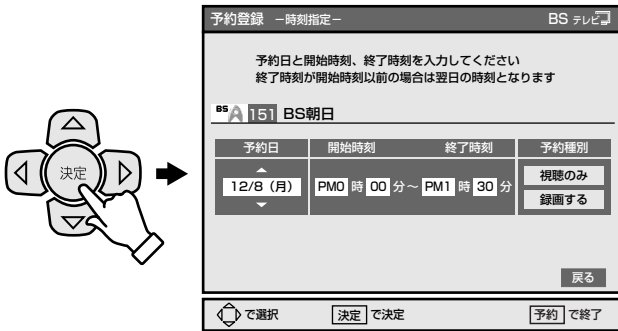 予約登録 −時刻指定− BS テレビ
予約日と開始時刻、終了時刻を入力してください
終了時刻が開始時刻以前の場合は翌日の時刻となります
BS A 151 BS朝日
予約日 開始時刻 終了時刻 予約種別
12/8（月） PM0 時 00 分～ PM1 時 30 分
視聴のみ
録画する
決定
戻る
で選択 決定 で決定 予約 で終了